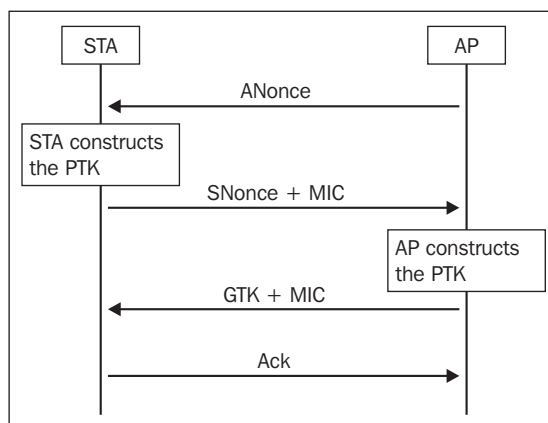 STA
AP
ANonce
STA constructs
the PTK
SNonce + MIC
AP constructs
the PTK
GTK + MIC
Ack